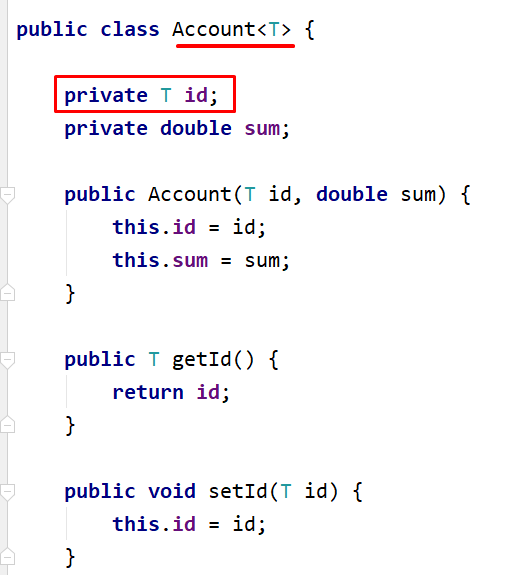 public class Account<T> {
private T id;
private double sum;
public Account(T id, double sum) {
this.id = id;
this.sum = sum;
}
public T getId() {
return id;
}
public void setId(T id) {
this.id = id;
}